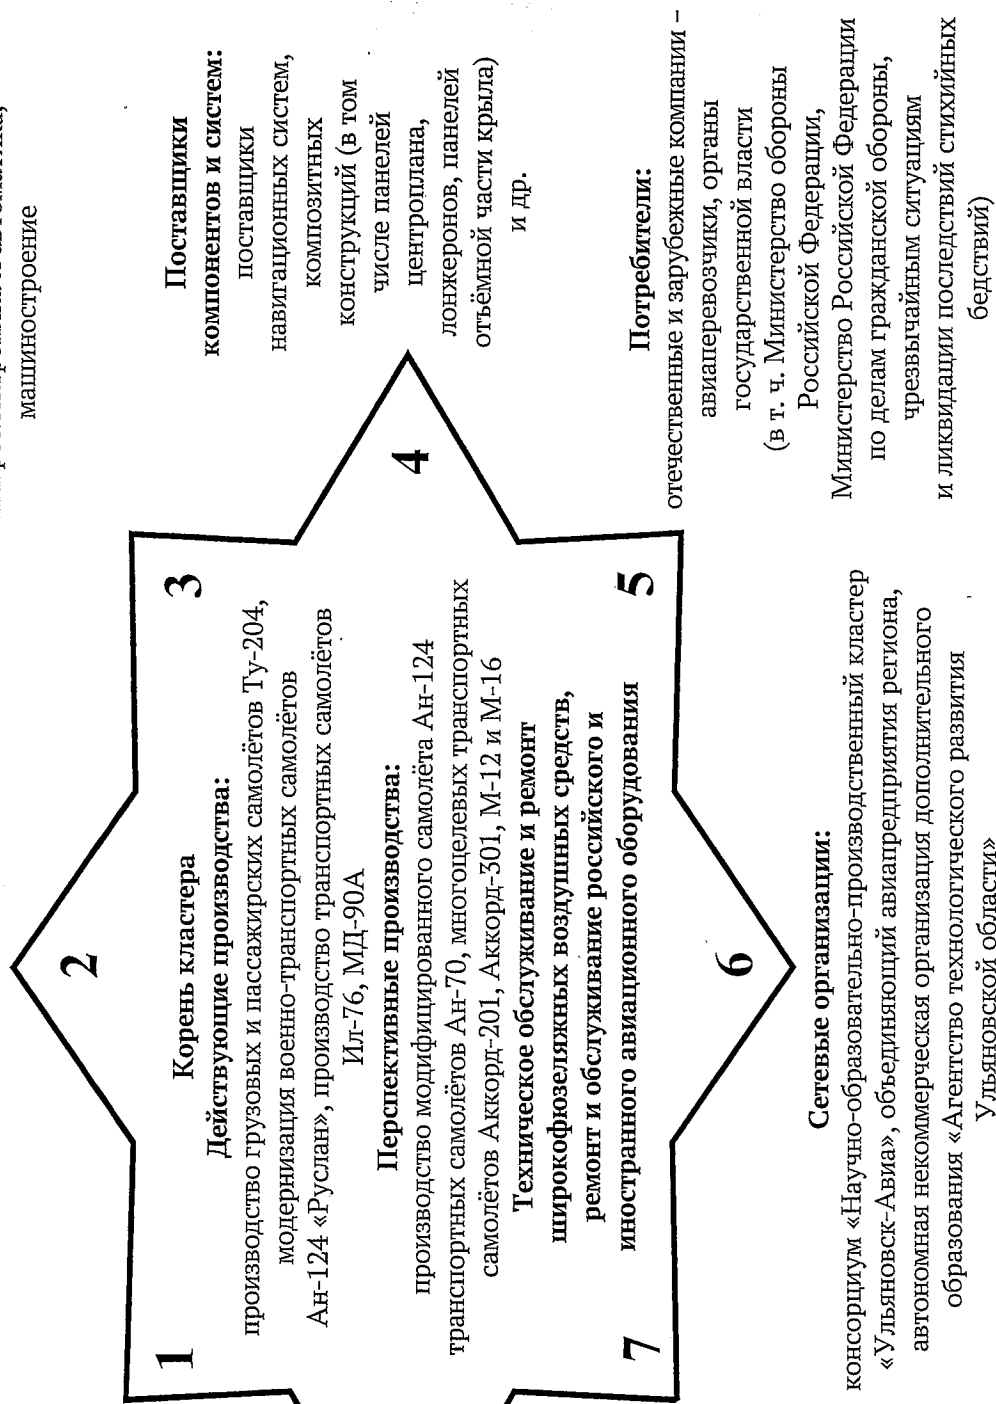 машиностроение
2
1
3
Корень кластера
Действующие производства:
производство грузовых и пассажирских самолётов Ту-204,
модернизация военно-транспортных самолётов
Ан-124 «Руслан», производство транспортных самолётов
Ил-76, МД-90А
Перспективные производства:
производство модифицированного самолёта Ан-124
транспортных самолётов Ан-70, многоцелевых транспортных
самолётов Аккорд-201, Аккорд-301, М-12 и М-16
Техническое обслуживание и ремонт
широкофюзеляжных воздушных средств,
ремонт и обслуживание российского и
иностранного авиационного оборудования
4
7
5
6
Поставщики
компонентов и систем:
поставщики
навигационных систем,
композитных
конструкций (в том
числе панелей
центроплана,
лонжеронов, панелей
отъёмной части крыла)
и др.
Сетевые организации:
консорциум «Научно-образовательно-производственный кластер
«Ульяновск-Авиа», объединяющий авиапредприятия региона,
автономная некоммерческая организация дополнительного
образования «Агентство технологического развития
Ульяновской области»
Потребители:
отечественные и зарубежные компании –
авиаперевозчики, органы
государственной власти
(в т. ч. Министерство обороны
Российской Федерации,
Министерство Российской Федерации
по делам гражданской обороны,
чрезвычайным ситуациям
и ликвидации последствий стихийных
бедствий)